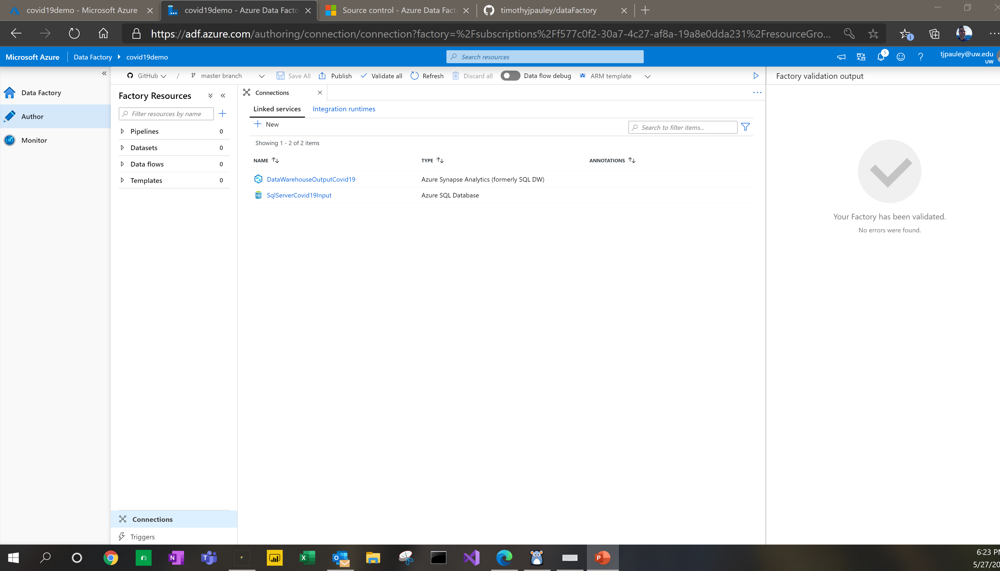 covid19demo - Microsoft Azure
covid19demo - Azure Data Facto
Source control - Azure Data Fact
timothyjpauley/dataFactory
https://adf.azure.com/authoring/connection/connection?factory=%2Fsubscriptions%2Ff577c0f2-30a7-4c27-af8a-19a8e0dda231%2FresourceGro...
Microsoft Azure
Data Factory
covid19demo
Search resources
5
tjpauley@uw.edu
UW
Data Factory
Author
Monitor
GitHub / master branch
Save All
Publish
Validate all
Refresh
Discard all
Data flow debug
ARM template
Factory Resources
Filter resources by name
Pipelines 0
Datasets 0
Data flows 0
Templates 0
Connections
Triggers
Connections
Linked services
Integration runtimes
New
Search to filter items...
Showing 1 - 2 of 2 items
NAME TYPE ANNOTATIONS
DataWarehouseOutputCovid19 Azure Synapse Analytics (formerly SQL DW)
SqlServerCovid19Input Azure SQL Database
Factory validation output
Your Factory has been validated.
No errors were found.
6:23 PM
5/27/20